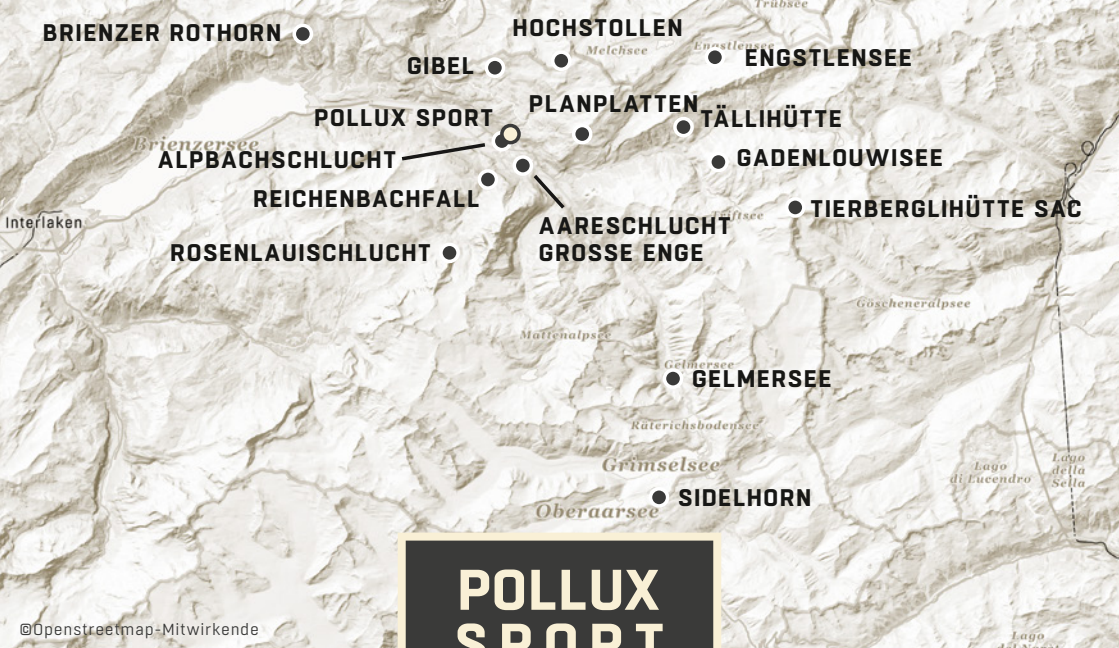 Trübsee
HOCHSTOLLEN
BRIENZER ROTHORN
Melchsee
Engstlensee
ENGSTLENSEE
GIBEL
PLANPLATTEN
POLLUX SPORT
TÄLLIHÜTTE
Brienzersee
ALPBACHSCHLUCHT
GADENLOUWISEE
REICHENBACHFALL
TIERBERGLIHÜTTE SAC
Interlaken
AARESCHLUCHT
GROSSE ENGE
ROSENLAUISCHLUCHT
Göscheneralpsee
Mattenalpsee
Gelmersee
GELMERSEE
Räterichsbodensee
Grimselsee
Lago
di Lucendro
Lago
della
Sella
SIDELHORN
Oberaarsee
POLLUX
SPORT
©Openstreetmap-Mitwirkende
Lago